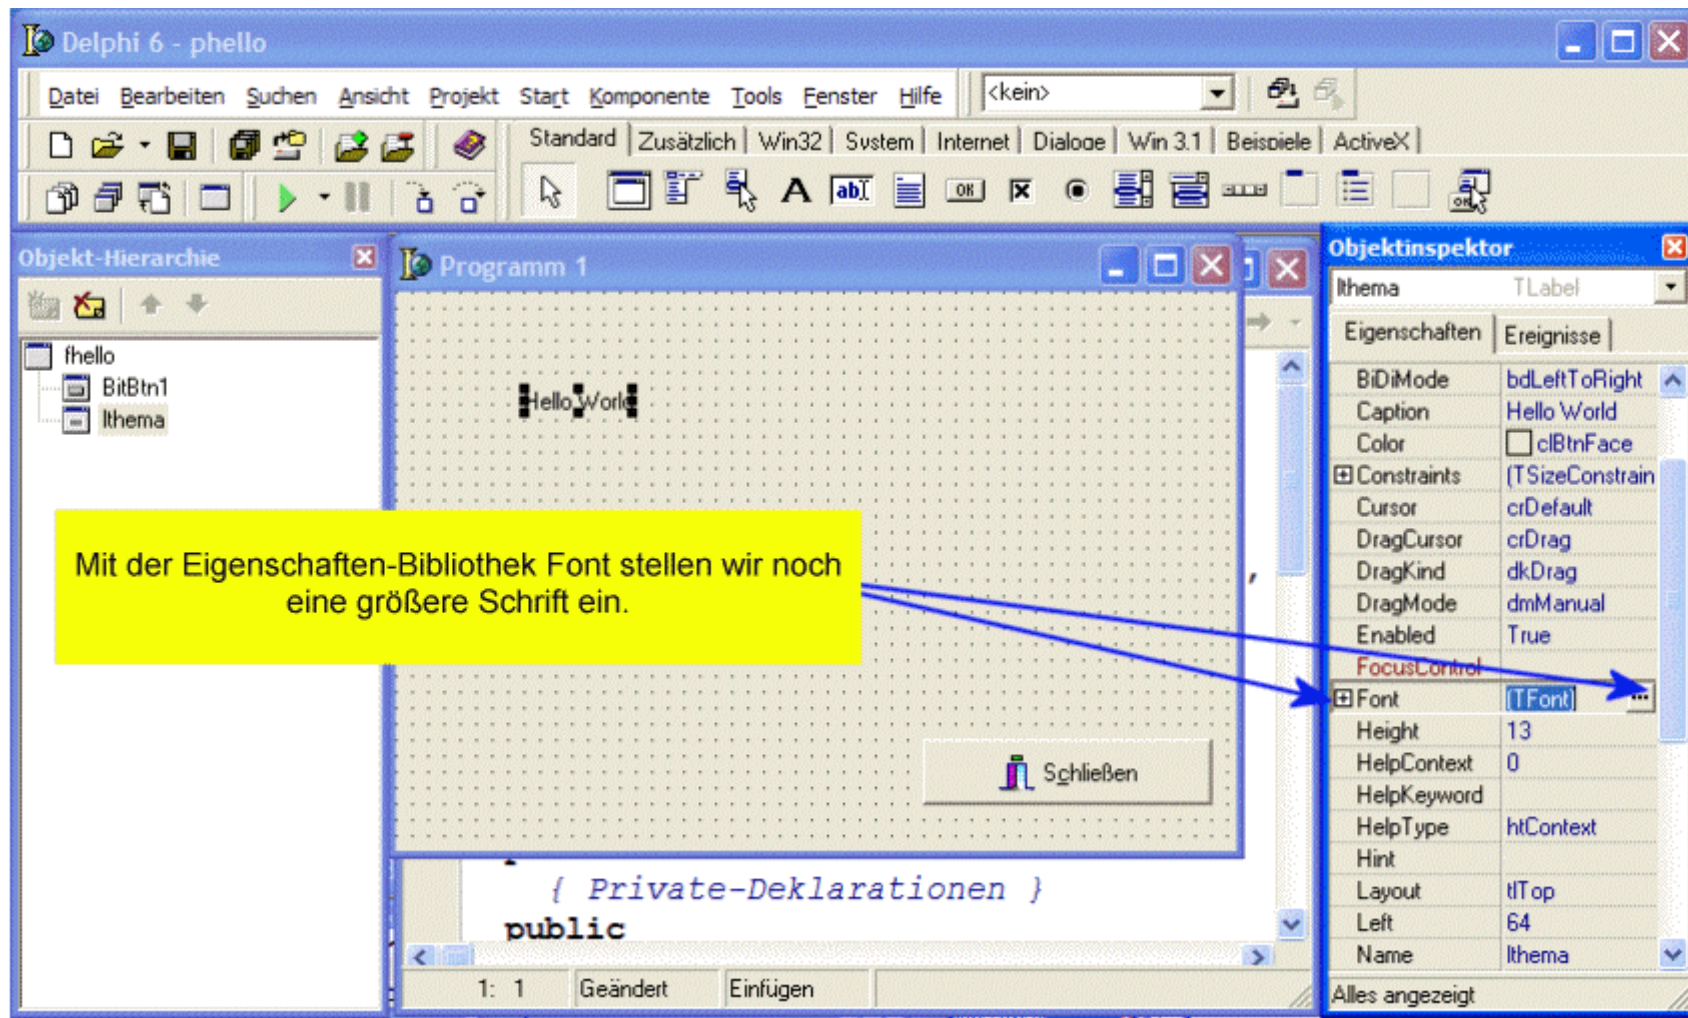 Delphi 6 - phello
Datei Bearbeiten Suchen Ansicht Projekt Start Komponente Tools Fenster Hilfe <kein>
Standard Zusätzlich Win32 System Internet Dialoge Win 3.1 Beispiele ActiveX
A abI OK
OK
Objekt-Hierarchie
fhello
BitBtn1
lthema
Programm 1
Hello World
Mit der Eigenschaften-Bibliothek Font stellen wir noch
eine größere Schrift ein.
Schließen
{ Private-Deklarationen }
public
1: 1 Geändert Einfügen
Objektinspektor
lthema TLabel
Eigenschaften Ereignisse
BiDiMode bdLeftToRight
Caption Hello World
Color clBtnFace
Constraints (TSizeConstrain
Cursor crDefault
DragCursor crDrag
DragKind dkDrag
DragMode dmManual
Enabled True
FocusControl
Font (TFont) ...
Height 13
HelpContext 0
HelpKeyword
HelpType htContext
Hint
Layout tlTop
Left 64
Name lthema
Alles angezeigt